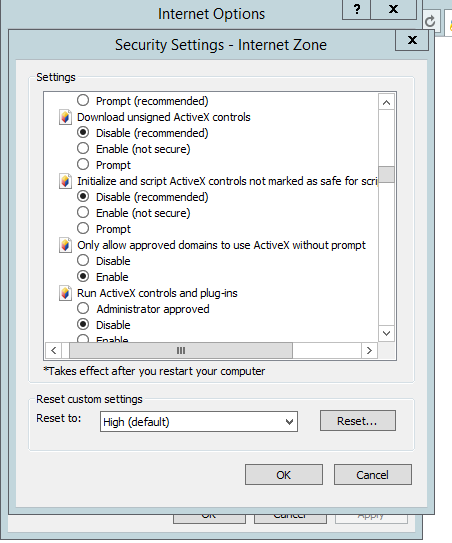 Internet Options
? X
Security Settings - Internet Zone
X
Settings
Prompt (recommended)
Download unsigned ActiveX controls
Disable (recommended)
Enable (not secure)
Prompt
Initialize and script ActiveX controls not marked as safe for scri
Disable (recommended)
Enable (not secure)
Prompt
Only allow approved domains to use ActiveX without prompt
Disable
Enable
Run ActiveX controls and plug-ins
Administrator approved
Disable
Enable
*Takes effect after you restart your computer
Reset custom settings
Reset to:
High (default)
Reset...
OK
Cancel
OK
Cancel
Apply